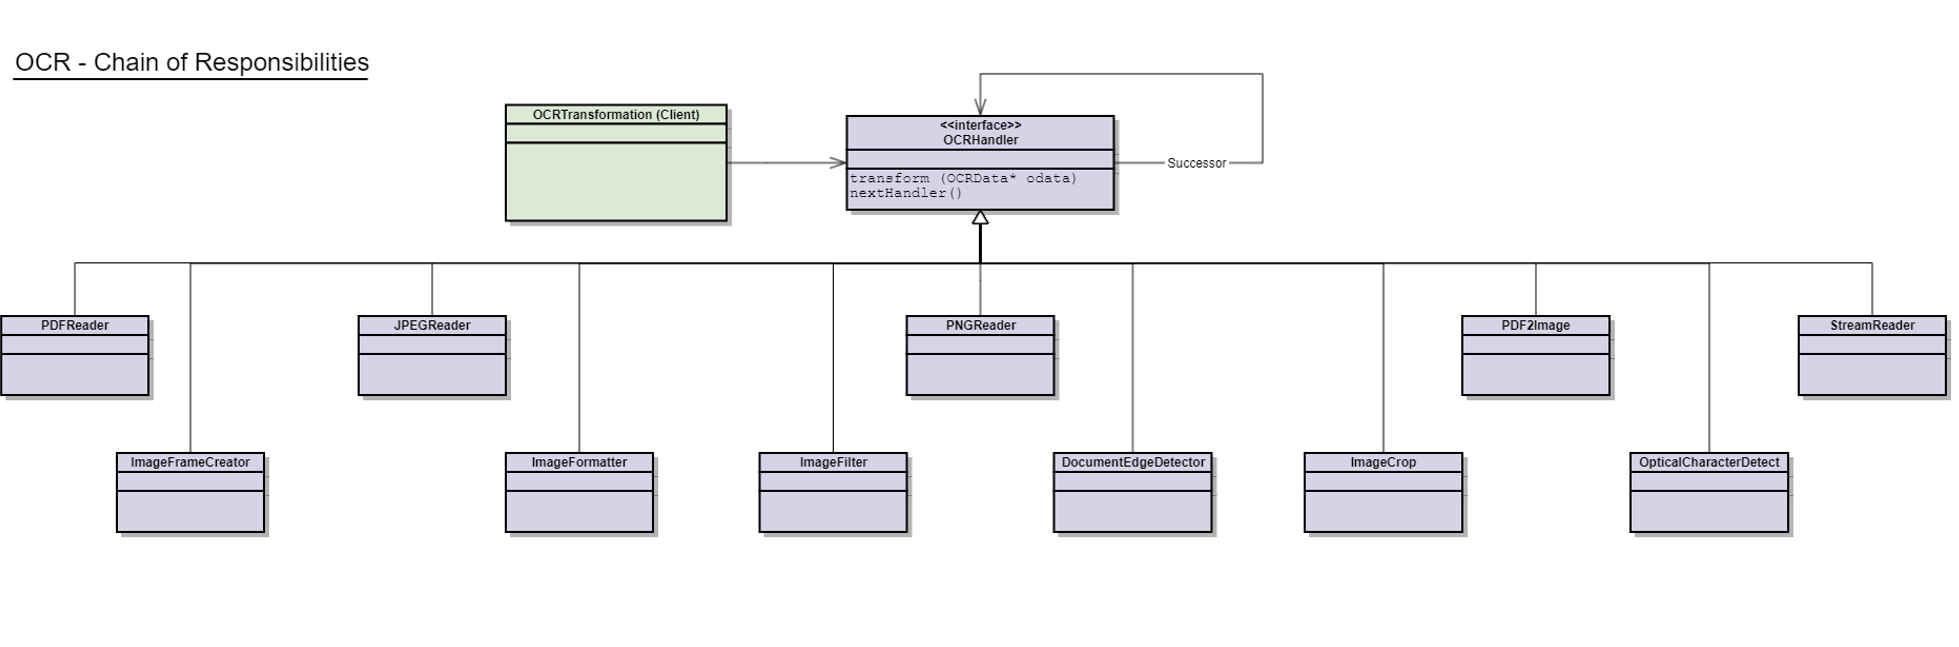 OCR - Chain of Responsibilities
OCRTransformation (Client)
<<interface>>
OCRHandler
transform (OCRData* odata)
nextHandler()
Successor
PDFReader
JPEGReader
PNGReader
PDF2Image
StreamReader
ImageFrameCreator
ImageFormatter
ImageFilter
DocumentEdgeDetector
ImageCrop
OpticalCharacterDetect